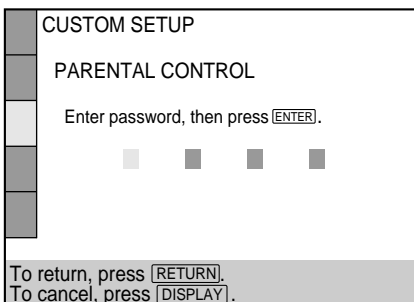 CUSTOM SETUP
PARENTAL CONTROL
Enter password, then press ENTER.
To return, press RETURN.
To cancel, press DISPLAY.